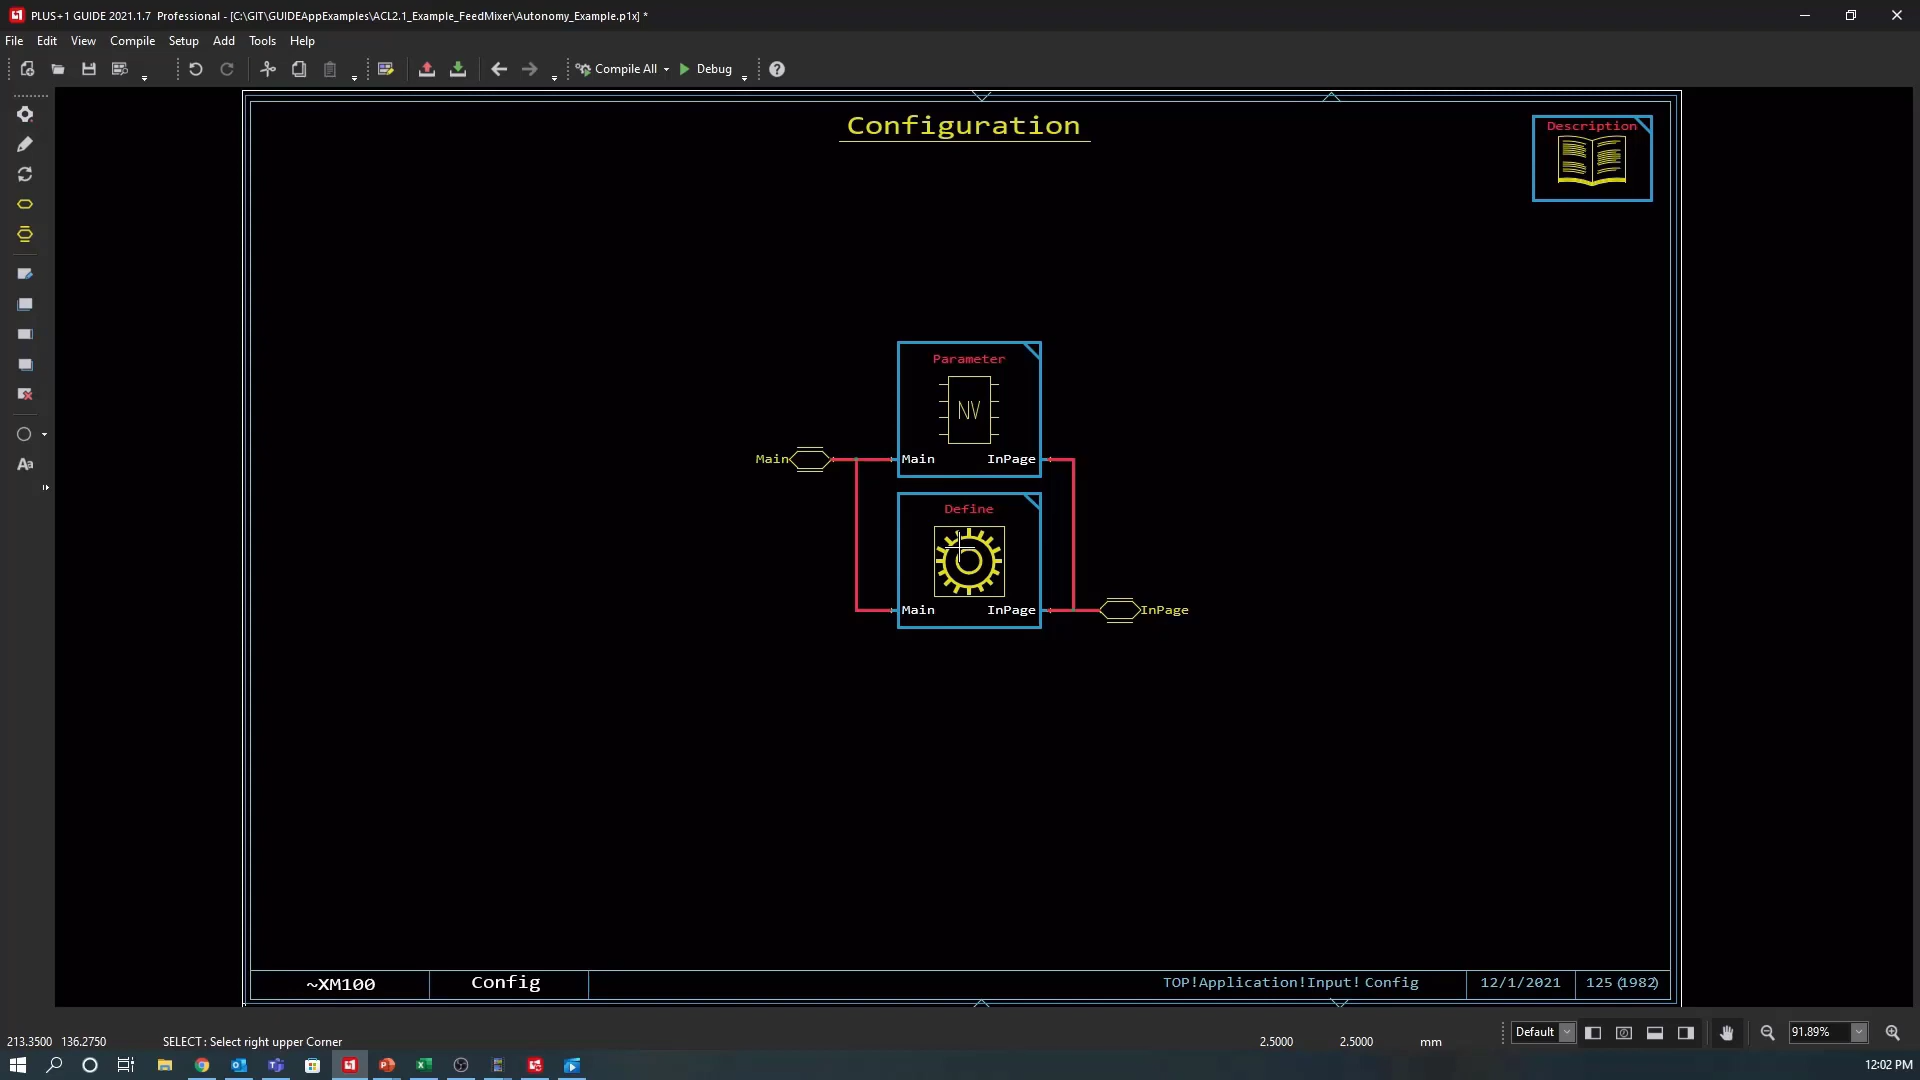 PLUS+1 GUIDE 2021.1.7  Professional - [C:\GIT\GUIDEAppExamples\ACL2.1_Example_FeedMixer\Autonomy_Example.p1x] *
File Edit View Compile Setup Add Tools Help
Compile All Debug
Configuration
Description
Parameter
NV
Main
Main InPage
Define
Main InPage
InPage
~XM100 Config TOP!Application!Input! Config 12/1/2021 125 (1982)
Default 91.89%
213.3500 136.2750 SELECT : Select right upper Corner 2.5000 2.5000 mm
12:02 PM